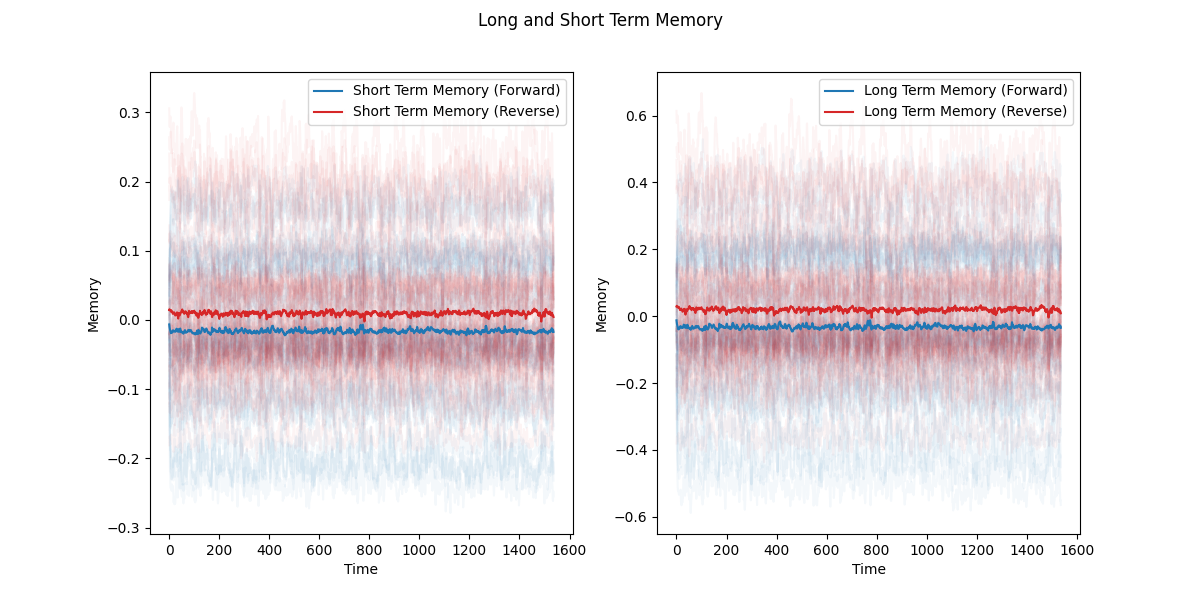 Long and Short Term Memory
Short Term Memory (Forward)
Short Term Memory (Reverse)
0.3
0.2
0.1
0.0
−0.1
−0.2
−0.3
Memory
0 200 400 600 800 1000 1200 1400 1600
Time
Long Term Memory (Forward)
Long Term Memory (Reverse)
0.6
0.4
0.2
0.0
−0.2
−0.4
−0.6
Memory
0 200 400 600 800 1000 1200 1400 1600
Time